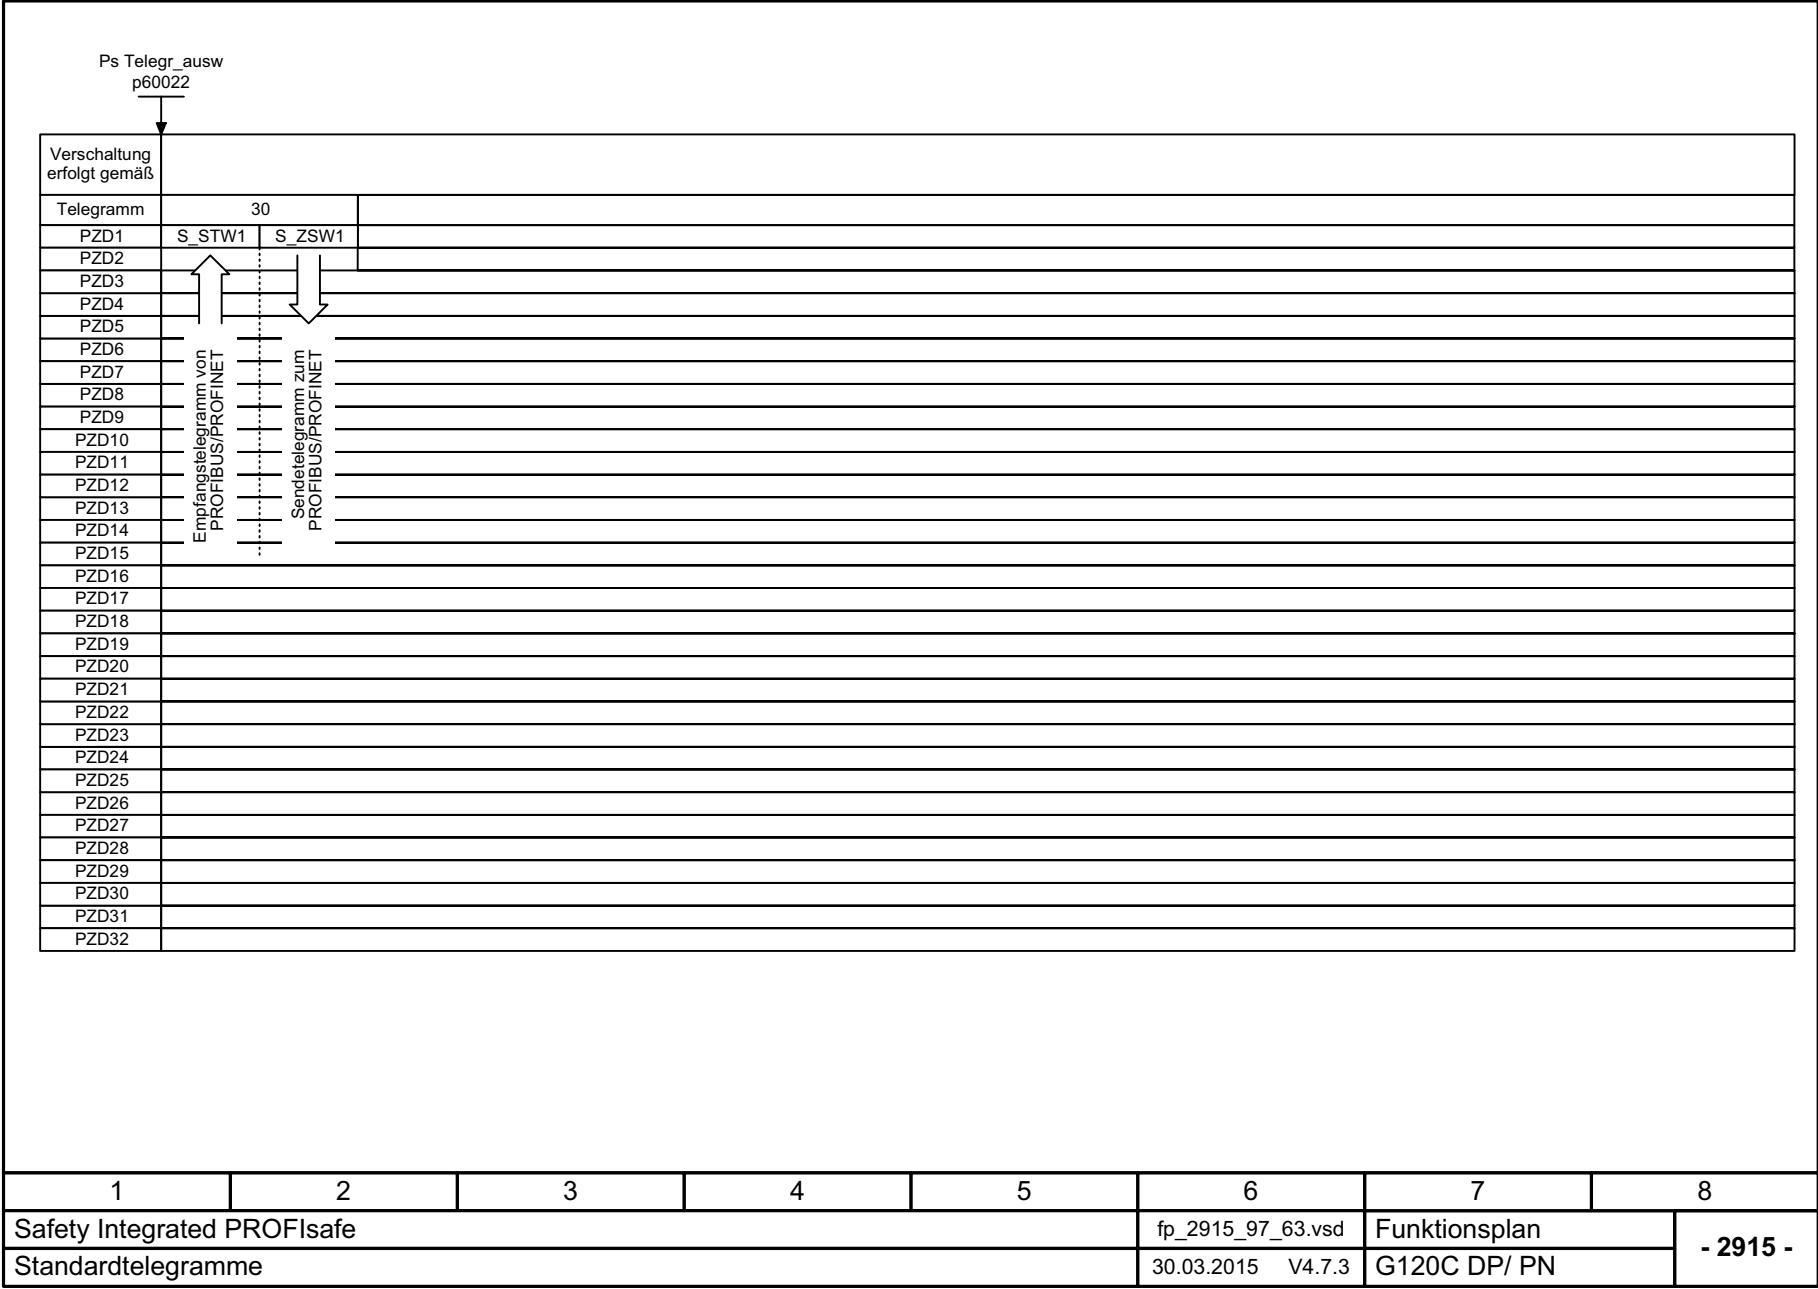 Ps Telegr_ausw
p60022
Verschaltung
erfolgt gemäß
Telegramm 30
PZD1 S_STW1 S_ZSW1
PZD2
PZD3
PZD4
PZD5
PZD6
PZD7
PZD8
PZD9
PZD10
PZD11
PZD12
PZD13
PZD14
PZD15
PZD16
PZD17
PZD18
PZD19
PZD20
PZD21
PZD22
PZD23
PZD24
PZD25
PZD26
PZD27
PZD28
PZD29
PZD30
PZD31
PZD32
Empfangstelegramm von
PROFIBUS/PROFINET
Sendetelegramm zum
PROFIBUS/PROFINET
1 2 3 4 5 6 7 8
Safety Integrated PROFIsafe fp_2915_97_63.vsd Funktionsplan
- 2915 -
Standardtelegramme 30.03.2015 V4.7.3 G120C DP/ PN